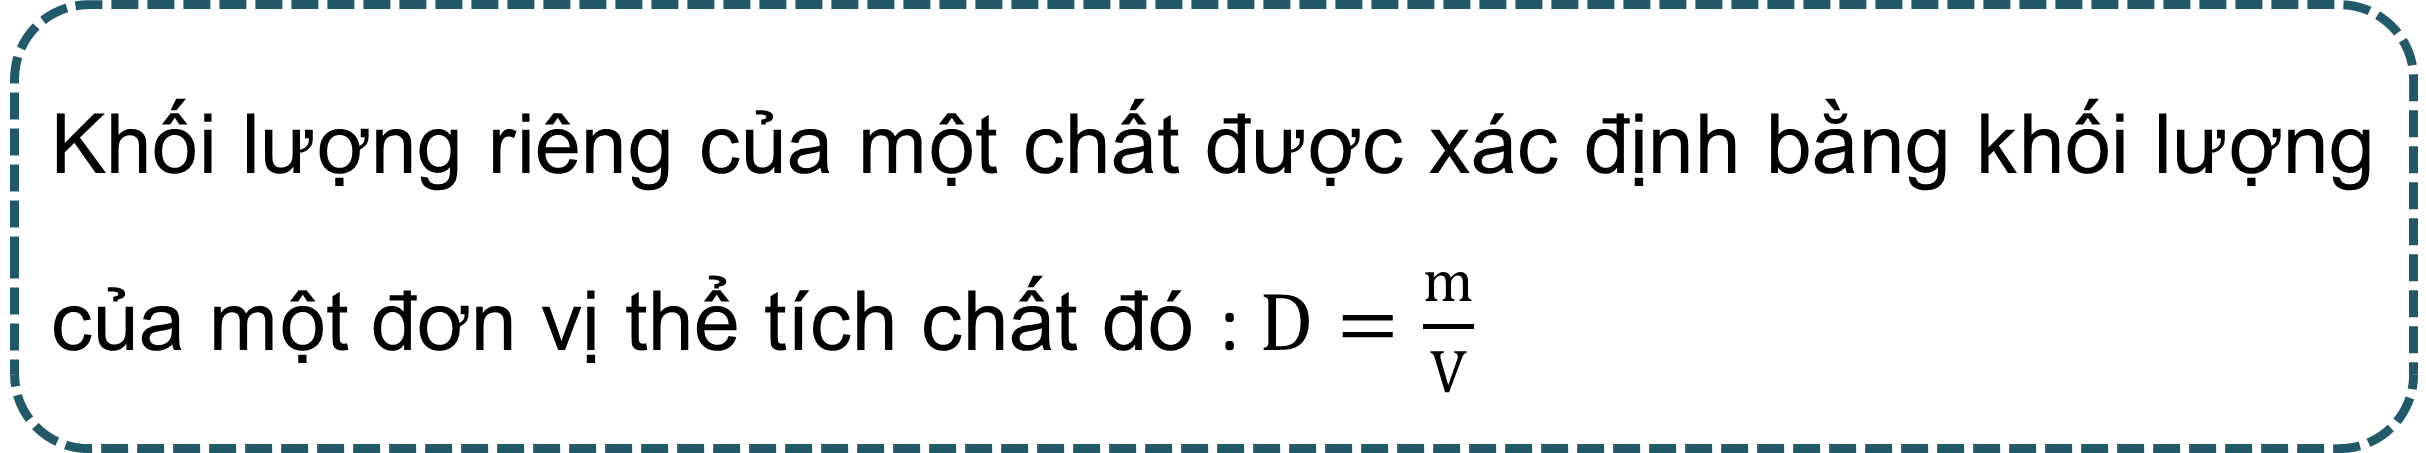 Khối lượng riêng của một chất được xác định bằng khối lượng
của một đơn vị thể tích chất đó : D = m/V